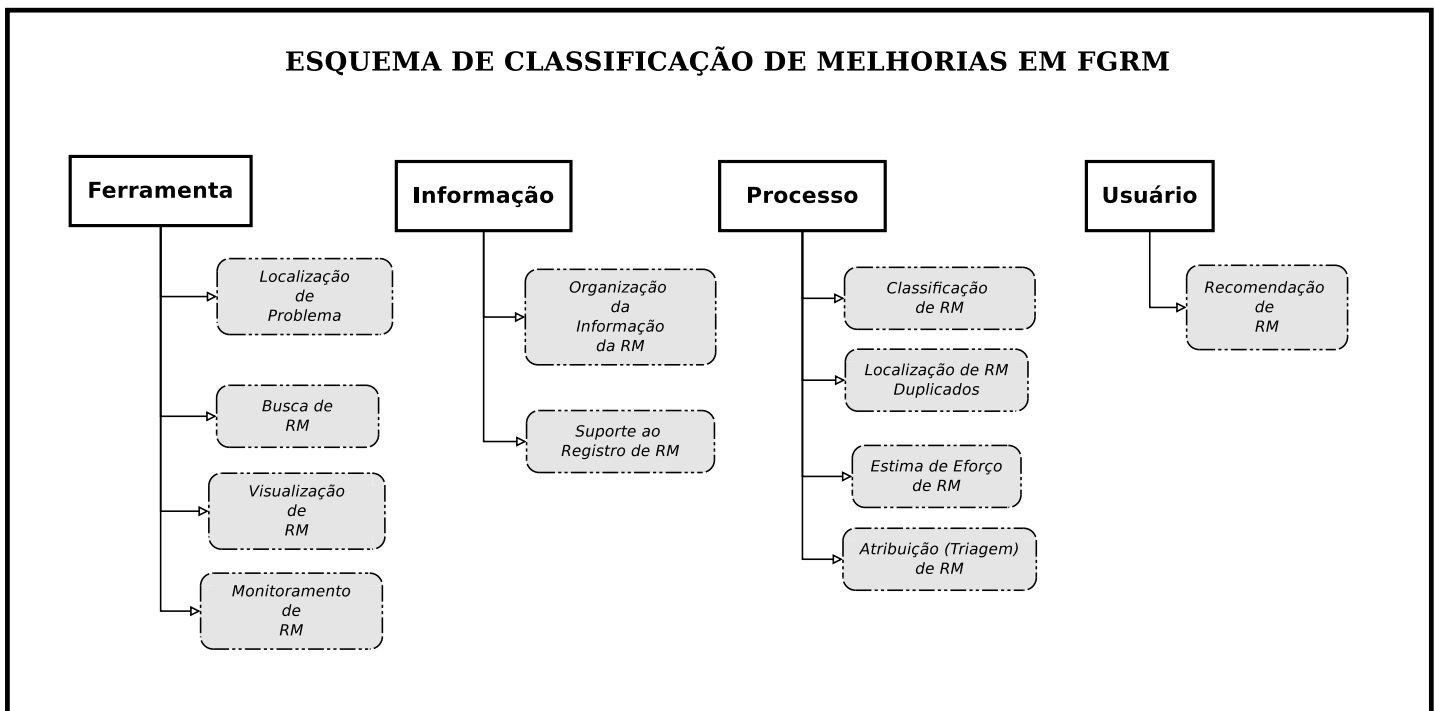 ESQUEMA DE CLASSIFICAÇÃO DE MELHORIAS EM FGRM
Ferramenta
Localização
de
Problema
Busca de
RM
Visualização
de
RM
Monitoramento
de
RM
Informação
Organização
da
Informação
da RM
Suporte ao
Registro de RM
Processo
Classificação
de RM
Localização de RM
Duplicados
Estima de Eforço
de RM
Atribuição (Triagem)
de RM
Usuário
Recomendação
de
RM